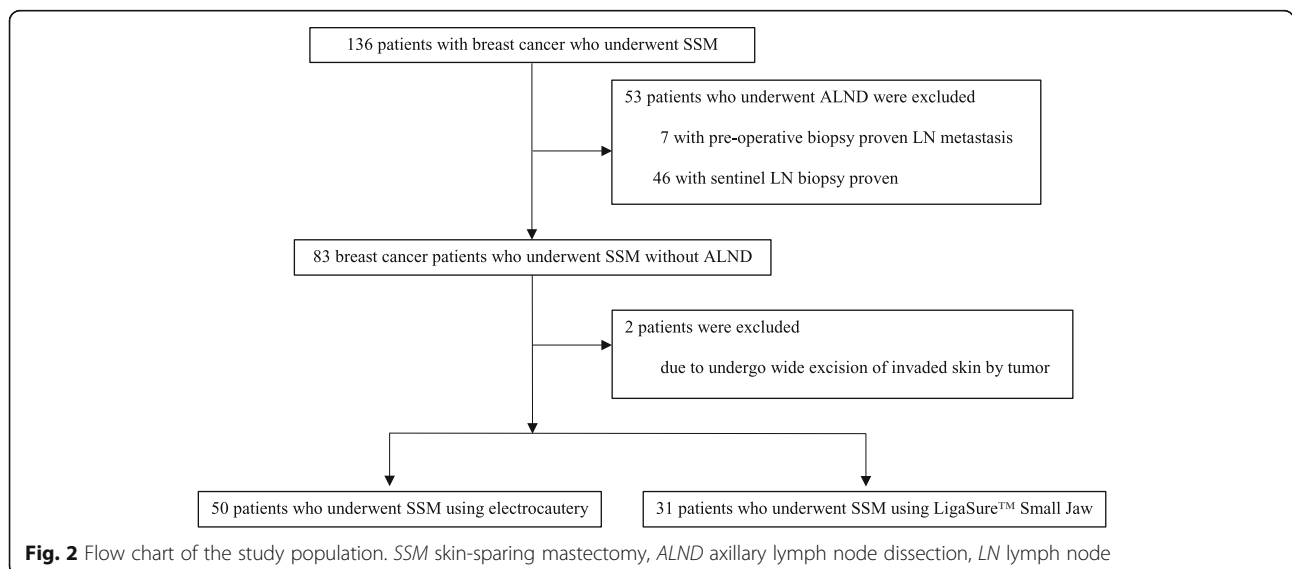 136 patients with breast cancer who underwent SSM
53 patients who underwent ALND were excluded
7 with pre-operative biopsy proven LN metastasis
46 with sentinel LN biopsy proven
83 breast cancer patients who underwent SSM without ALND
2 patients were excluded
due to undergo wide excision of invaded skin by tumor
50 patients who underwent SSM using electrocautery
31 patients who underwent SSM using LigaSure™ Small Jaw
Fig. 2 Flow chart of the study population. SSM skin-sparing mastectomy, ALND axillary lymph node dissection, LN lymph node